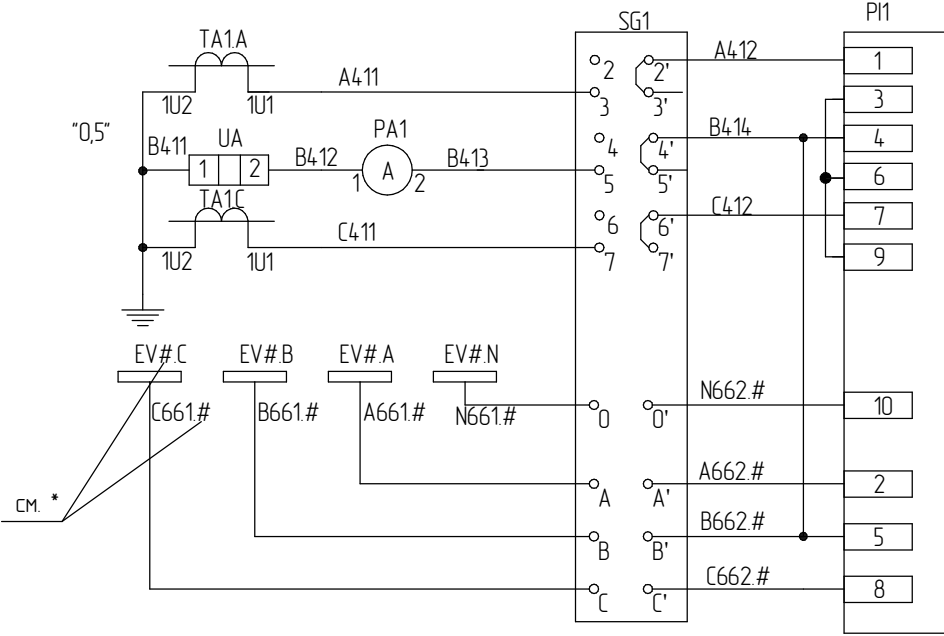 PI1
SG1
TA1.A
A411
1U2
1U1
2
3
2'
3'
A412
1
3
"0,5"
B411
UA
1
2
B412
PA1
1
A
2
B413
4
5
4'
5'
B414
4
6
TA1.C
C411
1U2
1U1
6
7
6'
7'
C412
7
9
EV#.C
EV#.B
EV#.A
EV#.N
C661.#
B661.#
A661.#
N661.#
0
0'
N662.#
10
см. *
A
A'
A662.#
2
B
B'
B662.#
5
C
C'
C662.#
8